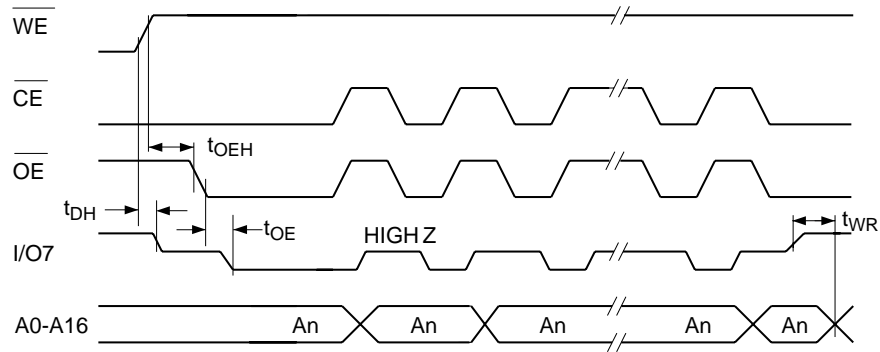 WE
CE
tOEH
OE
tDH
tOE
HIGH Z
tWR
I/O7
A0-A16
An
An
An
An
An